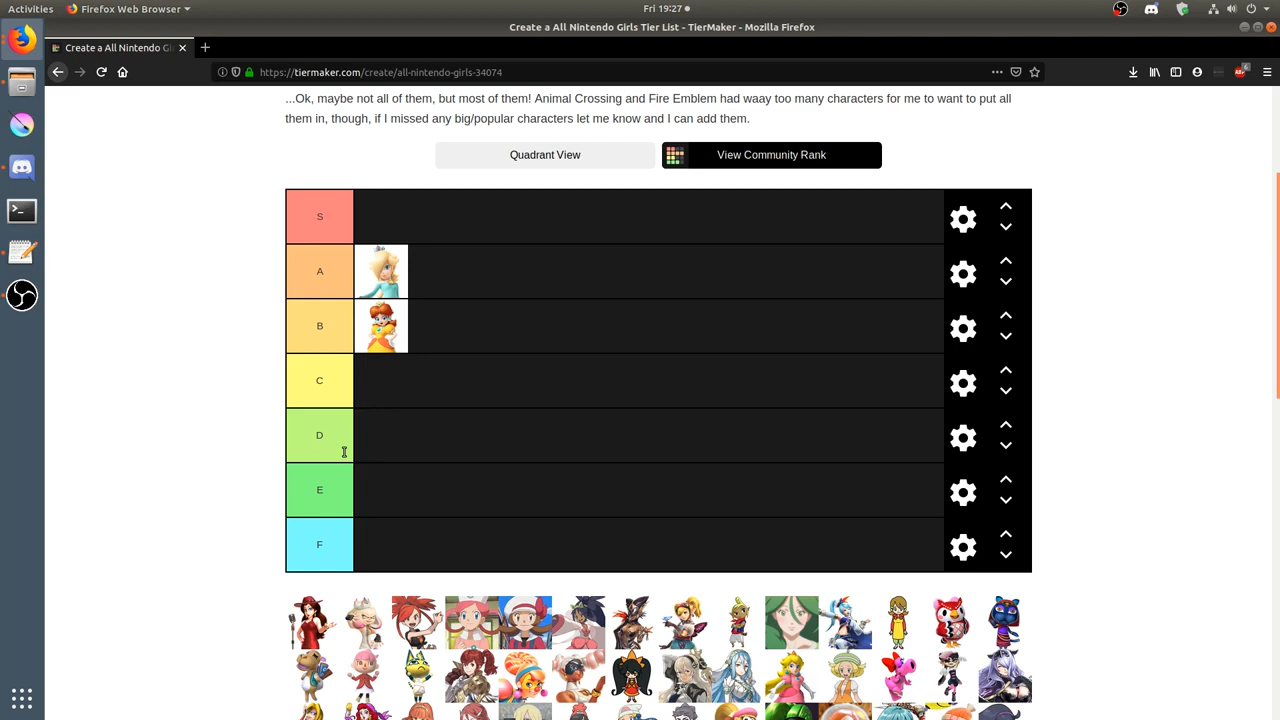 Activities
Firefox Web Browser
Fri 19:27
Create a All Nintendo Girls Tier List - TierMaker - Mozilla Firefox
Create a All Nintendo Gi
https://tiermaker.com/create/all-nintendo-girls-34074
6
...Ok, maybe not all of them, but most of them! Animal Crossing and Fire Emblem had waay too many characters for me to want to put all
them in, though, if I missed any big/popular characters let me know and I can add them.
Quadrant View
View Community Rank
S
A
B
C
D
E
F